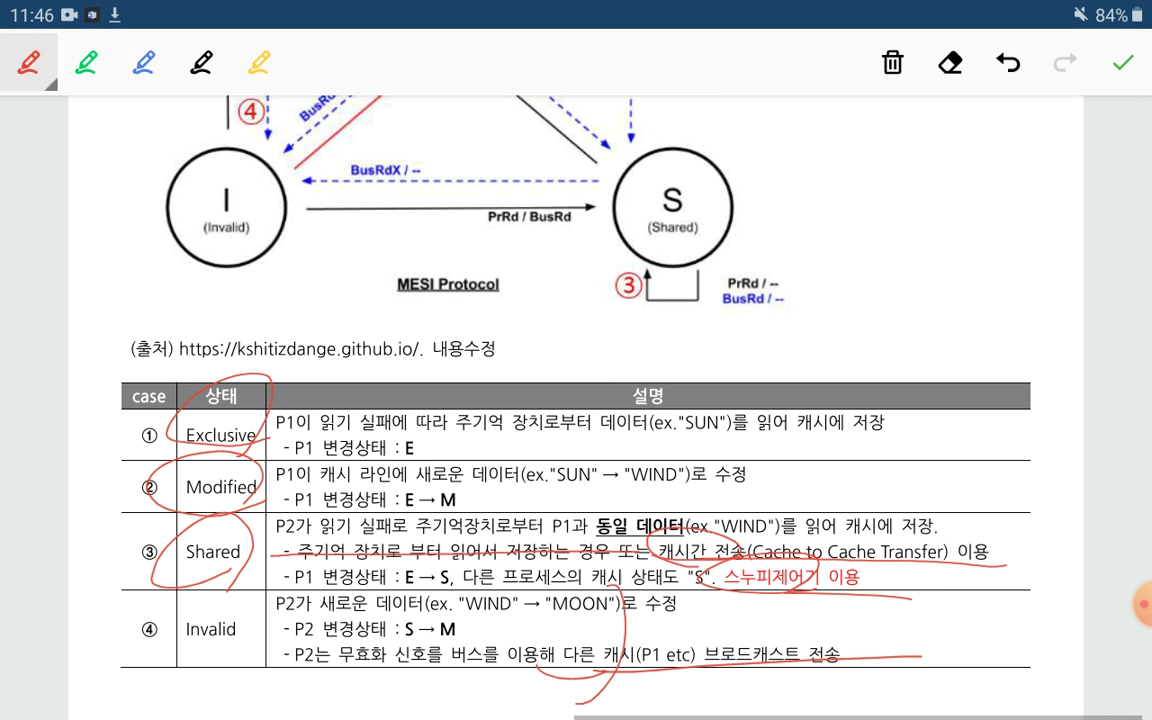 11:46 84%
④ BusRd
I
(Invalid)
BusRdX / --
PrRd / BusRd
S
(Shared)
MESI Protocol
③
PrRd / --
BusRd / --
(출처) https://kshitizdange.github.io/. 내용수정
case 상태 설명
① Exclusive P1이 읽기 실패에 따라 주기억 장치로부터 데이터(ex."SUN")를 읽어 캐시에 저장
- P1 변경상태 : E
② Modified P1이 캐시 라인에 새로운 데이터(ex."SUN" → "WIND")로 수정
- P1 변경상태 : E → M
③ Shared P2가 읽기 실패로 주기억장치로부터 P1과 동일 데이터(ex."WIND")를 읽어 캐시에 저장.
- 주기억 장치로 부터 읽어서 저장하는 경우 또는 캐시간 전송(Cache to Cache Transfer) 이용
- P1 변경상태 : E → S, 다른 프로세스의 캐시 상태도 "S". 스누피제어기 이용
④ Invalid P2가 새로운 데이터(ex. "WIND" → "MOON")로 수정
- P2 변경상태 : S → M
- P2는 무효화 신호를 버스를 이용해 다른 캐시(P1 etc) 브로드캐스트 전송